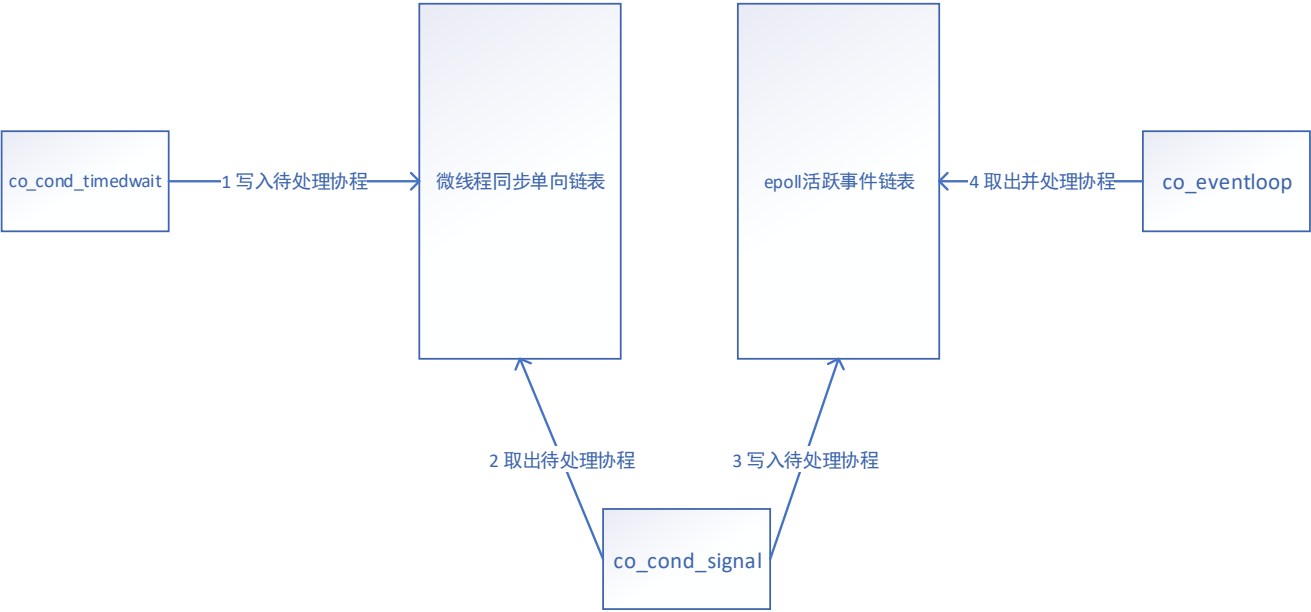 co_cond_timedwait
1 写入待处理协程
微线程同步单向链表
epoll活跃事件链表
4 取出并处理协程
co_eventloop
2 取出待处理协程
3 写入待处理协程
co_cond_signal